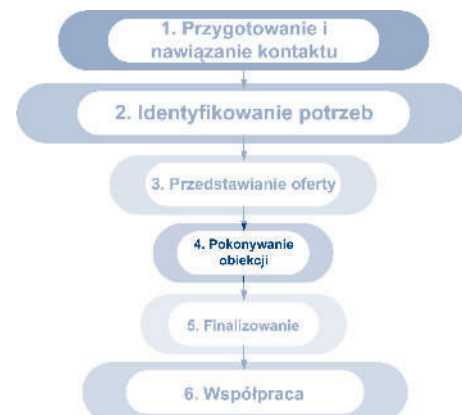 1. Przygotowanie i
nawiązanie kontaktu
2. Identyfikowanie potrzeb
3. Przedstawianie oferty
4. Pokonywanie
obiekcji
5. Finalizowanie
6. Współpraca